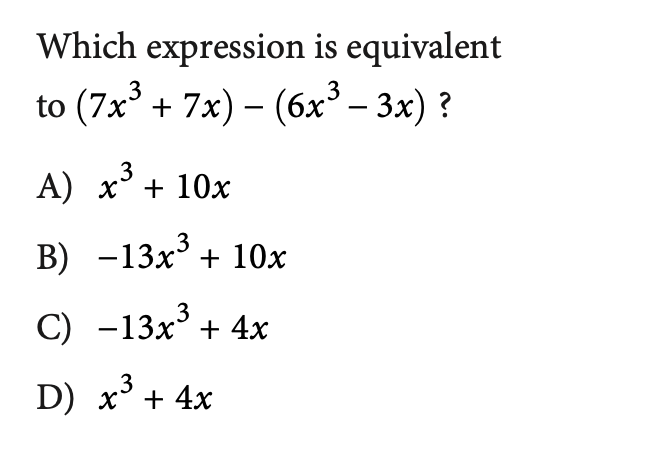 Which expression is equivalent
to (7x³ + 7x) – (6x³ – 3x) ?
A) x³ + 10x
B) –13x³ + 10x
C) –13x³ + 4x
D) x³ + 4x